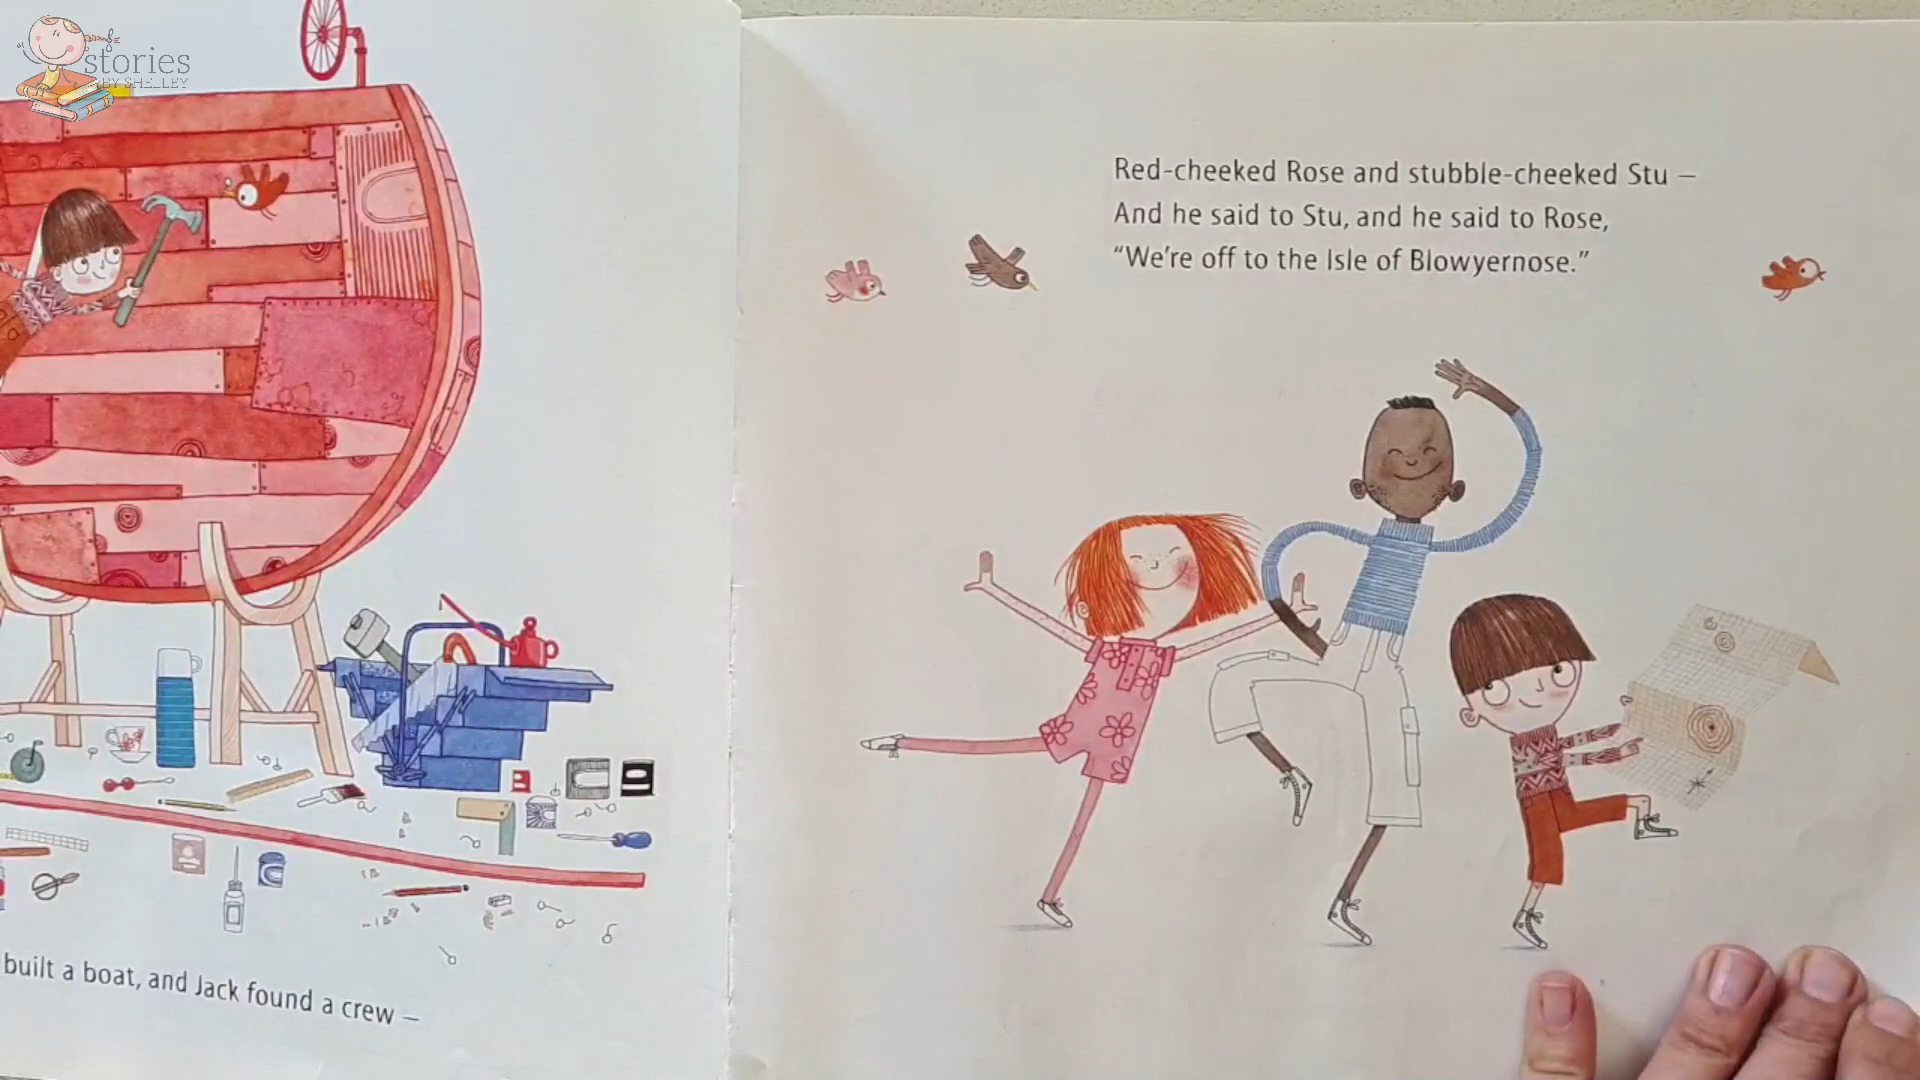 stories
BY SHELLEY
built a boat, and Jack found a crew –
Red-cheeked Rose and stubble-cheeked Stu –
And he said to Stu, and he said to Rose,
“We’re off to the Isle of Blowyernose.”